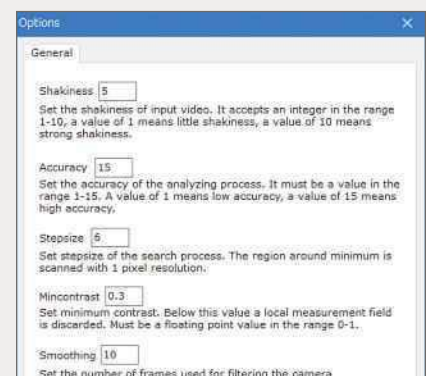 Options
General
Shakiness 5
Set the shakiness of input video. It accepts an integer in the range
1-10, a value of 1 means little shakiness, a value of 10 means
strong shakiness.
Accuracy 15
Set the accuracy of the analyzing process. It must be a value in the
range 1-15. A value of 1 means low accuracy, a value of 15 means
high accuracy.
Stepsize 6
Set stepsize of the search process. The region around minimum is
scanned with 1 pixel resolution.
Mincontrast 0.3
Set minimum contrast. Below this value a local measurement field
is discarded. Must be a floating point value in the range 0-1.
Smoothing 10
Set the number of frames used for filtering the camera